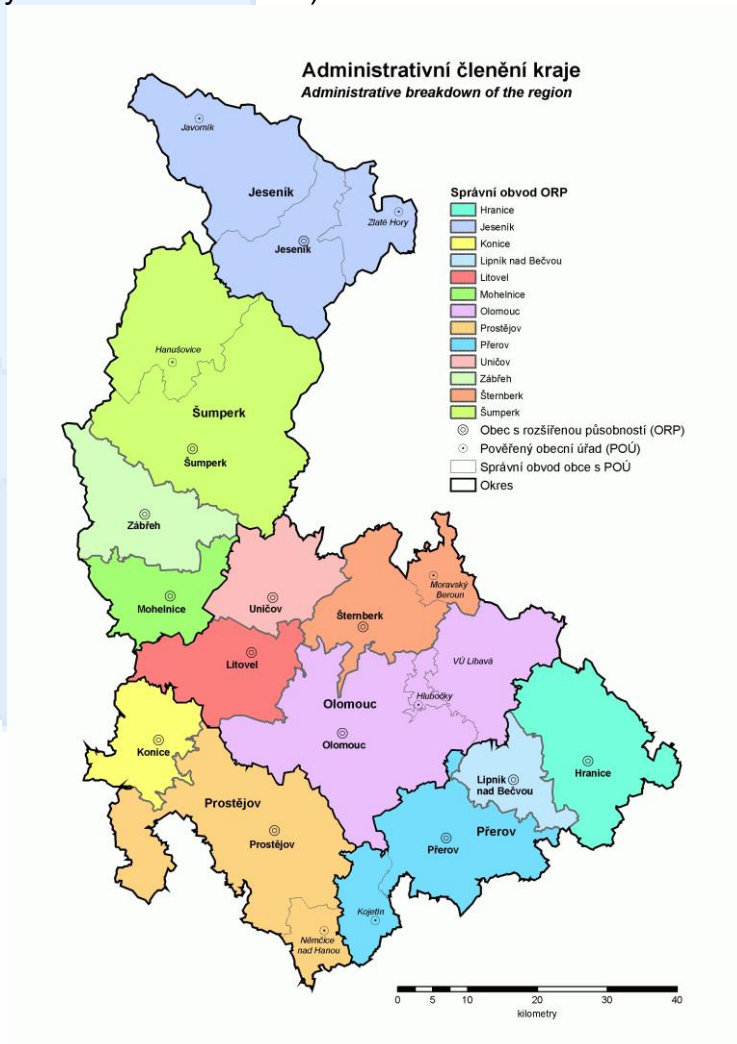 Administrativní členění kraje
Administrative breakdown of the region
Javorník
Jeseník
Zlaté Hory
Jeseník
Správní obvod ORP
Hranice
Jeseník
Konice
Lipník nad Bečvou
Litovel
Mohelnice
Olomouc
Prostějov
Přerov
Uničov
Zábřeh
Šternberk
Šumperk
Obec s rozšířenou působností (ORP)
Pověřený obecní úřad (POÚ)
Správní obvod obce s POÚ
Okres
Hanušovice
Šumperk
Šumperk
Zábřeh
Mohelnice
Uničov
Šternberk
Moravský
Beroun
Litovel
VÚ Libavá
Olomouc
Hlubočky
Olomouc
Konice
Hranice
Lipník
nad Bečvou
Prostějov
Prostějov
Přerov
Přerov
Kojetín
Němčice
nad Hanou
0 5 10 20 30 40
kilometry